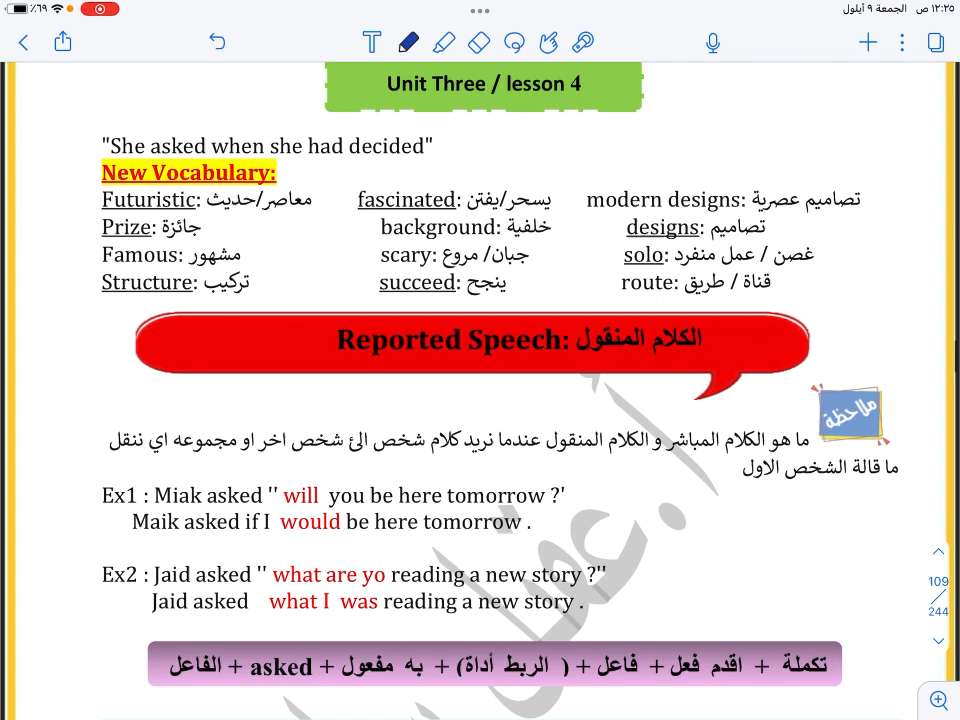 ١٢:٢٥ ص الجمعة ٩ أيلول
٪٦٩
Unit Three / lesson 4
"She asked when she had decided"
New Vocabulary:
Futuristic: معاصر/حديث fascinated: يسحر/يفتن modern designs: تصاميم عصرية
Prize: جائزة background: خلفية designs: تصاميم
Famous: مشهور scary: جبان/ مروع solo: غصن / عمل منفرد
Structure: تركيب succeed: ينجح route: قناة / طريق
Reported Speech: الكلام المنقول
ملاحظة
ما هو الكلام المباشر و الكلام المنقول عندما نريد كلام شخص الئ شخص اخر او مجموعه اي ننقل
ما قالة الشخص الاول
Ex1 : Miak asked '' will you be here tomorrow ?'
Maik asked if I would be here tomorrow .
Ex2 : Jaid asked '' what are yo reading a new story ?''
Jaid asked what I was reading a new story .
109
244
الفاعل + asked + مفعول به + (أداة الربط ) + فاعل + فعل اقدم + تكملة